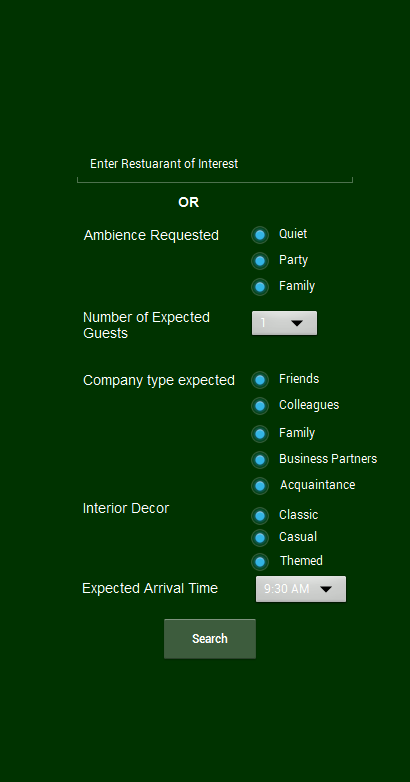 Enter Restuarant of Interest
OR
Ambience Requested
Quiet
Party
Family
Number of Expected
Guests
1
Company type expected
Friends
Colleagues
Family
Business Partners
Acquaintance
Interior Decor
Classic
Casual
Themed
Expected Arrival Time
9:30 AM
Search